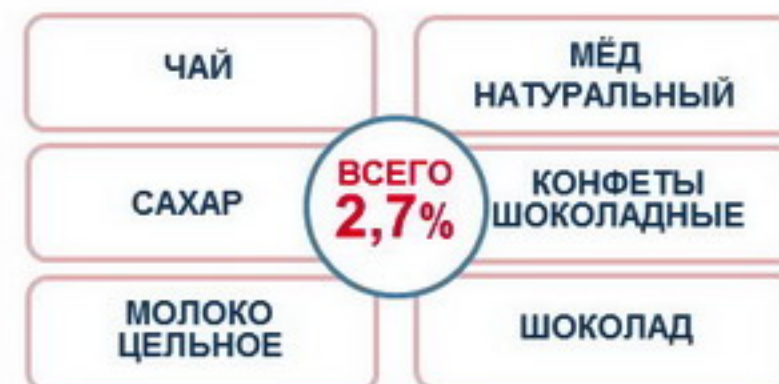 ЧАЙ
МЁД
НАТУРАЛЬНЫЙ
САХАР
ВСЕГО
2,7%
КОНФЕТЫ
ШОКОЛАДНЫЕ
МОЛОКО
ЦЕЛЬНОЕ
ШОКОЛАД